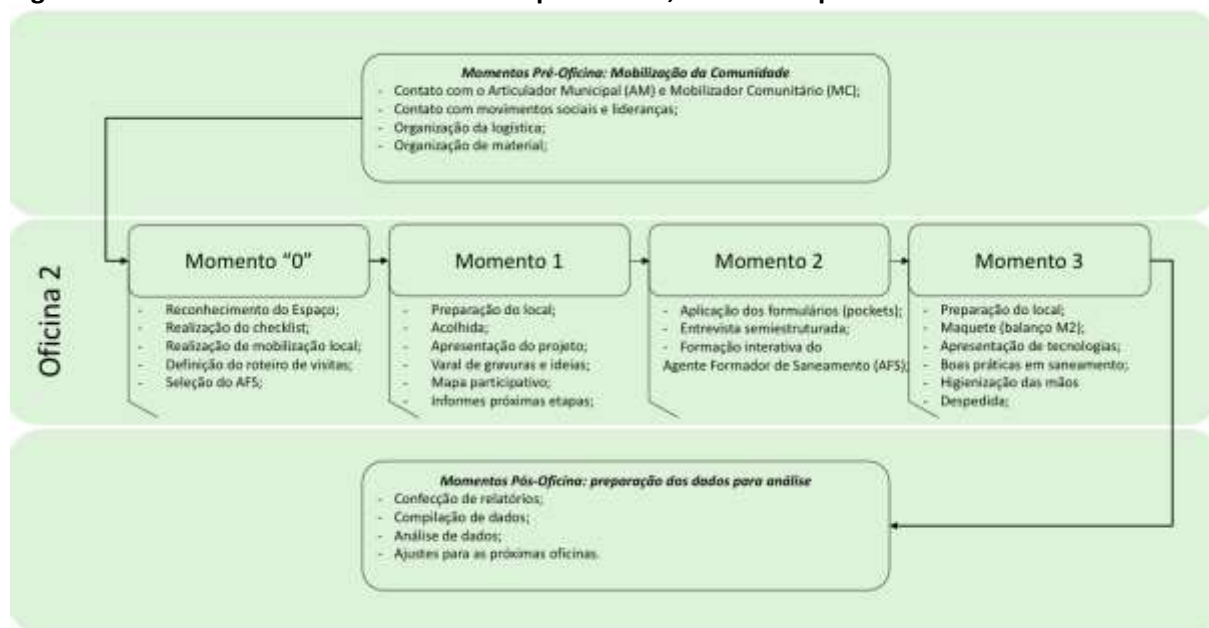 Momentos Pré-Oficina: Mobilização da Comunidade
- Contato com o Articulador Municipal (AM) e Mobilizador Comunitário (MC);
- Contato com movimentos sociais e lideranças;
- Organização da logística;
- Organização de material;
Oficina 2
Momento “0”
- Reconhecimento do Espaço;
- Realização do checklist;
- Realização de mobilização local;
- Definição do roteiro de visitas;
- Seleção do AFS;
Momento 1
- Preparação do local;
- Acolhida;
- Apresentação do projeto;
- Varal de gravuras e ideias;
- Mapa participativo;
- Informes próximas etapas;
Momento 2
- Aplicação dos formulários (pockets);
- Entrevista semiestruturada;
- Formação interativa do
Agente Formador de Saneamento (AFS);
Momento 3
- Preparação do local;
- Maquete (balanço M2);
- Apresentação de tecnologias;
- Boas práticas em saneamento;
- Higienização das mãos
- Despedida;
Momentos Pós-Oficina: preparação dos dados para análise
- Confecção de relatórios;
- Compilação de dados;
- Análise de dados;
- Ajustes para as próximas oficinas.